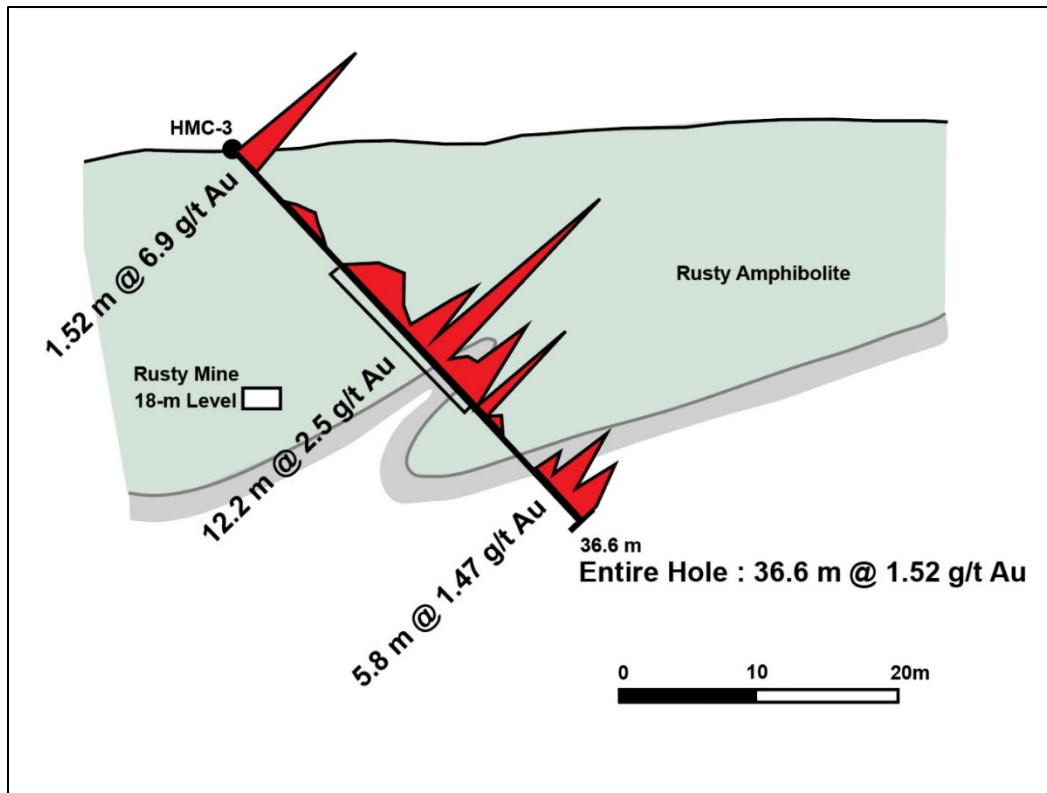 HMC-3
1.52 m @ 6.9 g/t Au
Rusty Amphibolite
Rusty Mine
18-m Level
12.2 m @ 2.5 g/t Au
5.8 m @ 1.47 g/t Au
36.6 m
Entire Hole : 36.6 m @ 1.52 g/t Au
0 10 20m